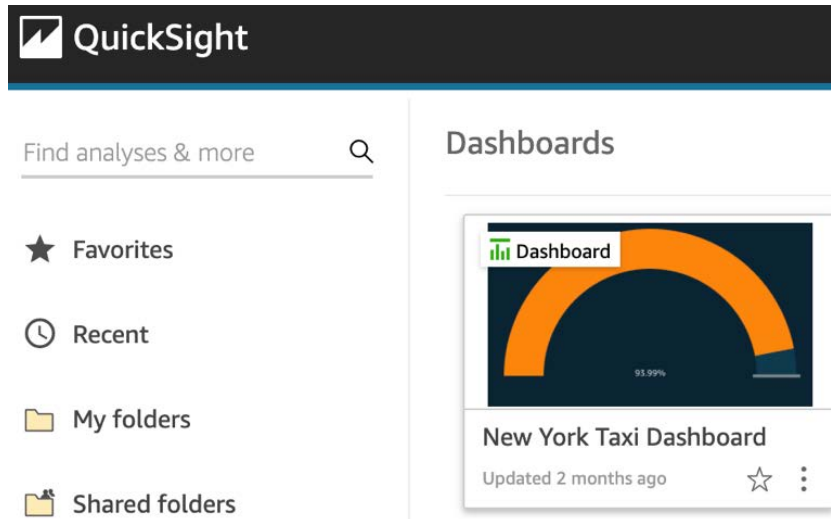 QuickSight
Find analyses & more
Favorites
Recent
My folders
Shared folders
Dashboards
Dashboard
93.99%
New York Taxi Dashboard
Updated 2 months ago